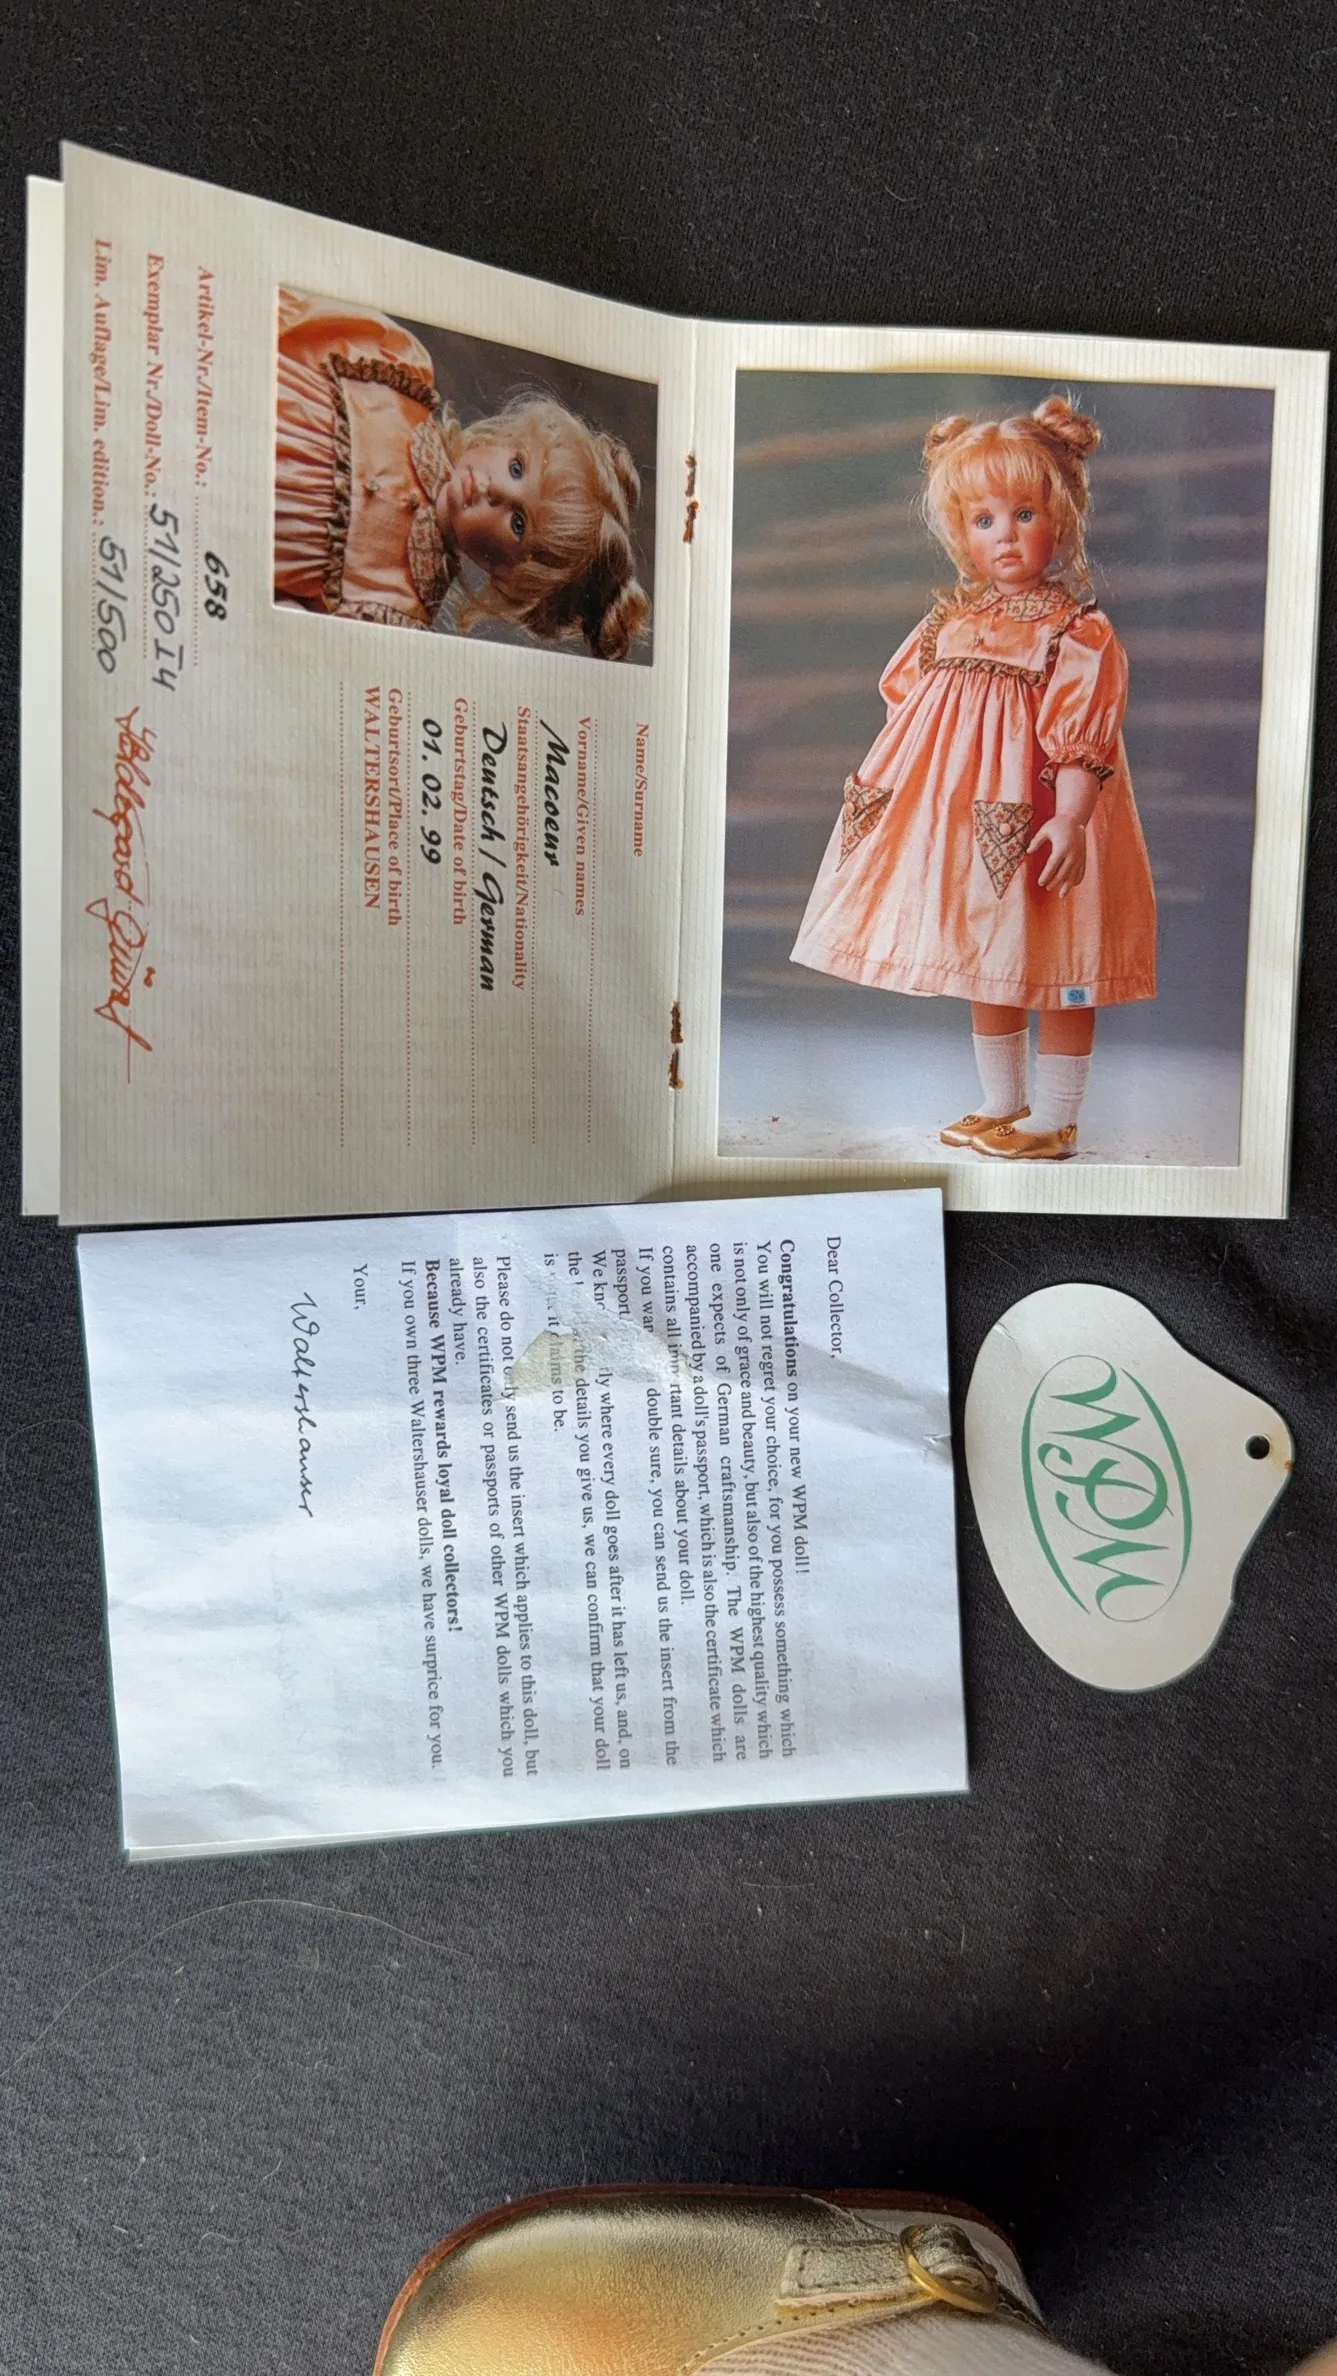 Name/Surname
Vorname/Given names
Macoeur
Staatsangehörigkeit/Nationality
Deutsch / German
Geburtstag/Date of birth
01. 02. 99
Geburtsort/Place of birth
WALTERSHAUSEN
Artikel-Nr./Item-No.: 658
Exemplar Nr./Doll-No.: 51/250 I4
Lim. Auflage/Lim. edition.: 51/500
Dear Collector,
Congratulations on your new WPM doll!
You will not regret your choice, for you possess something which
is not only of grace and beauty, but also of the highest quality which
one expects of German craftsmanship. The WPM dolls are
accompanied by a doll's passport, which is also the certificate which
contains all important details about your doll.
If you wan double sure, you can send us the insert from the
passport.
We kno ly where every doll goes after it has left us, and, on
the the details you give us, we can confirm that your doll
is it claims to be.
Please do not only send us the insert which applies to this doll, but
also the certificates or passports of other WPM dolls which you
already have.
Because WPM rewards loyal doll collectors!
If you own three Waltershauser dolls, we have surprice for you.
Your,
Waltershauser
WPM